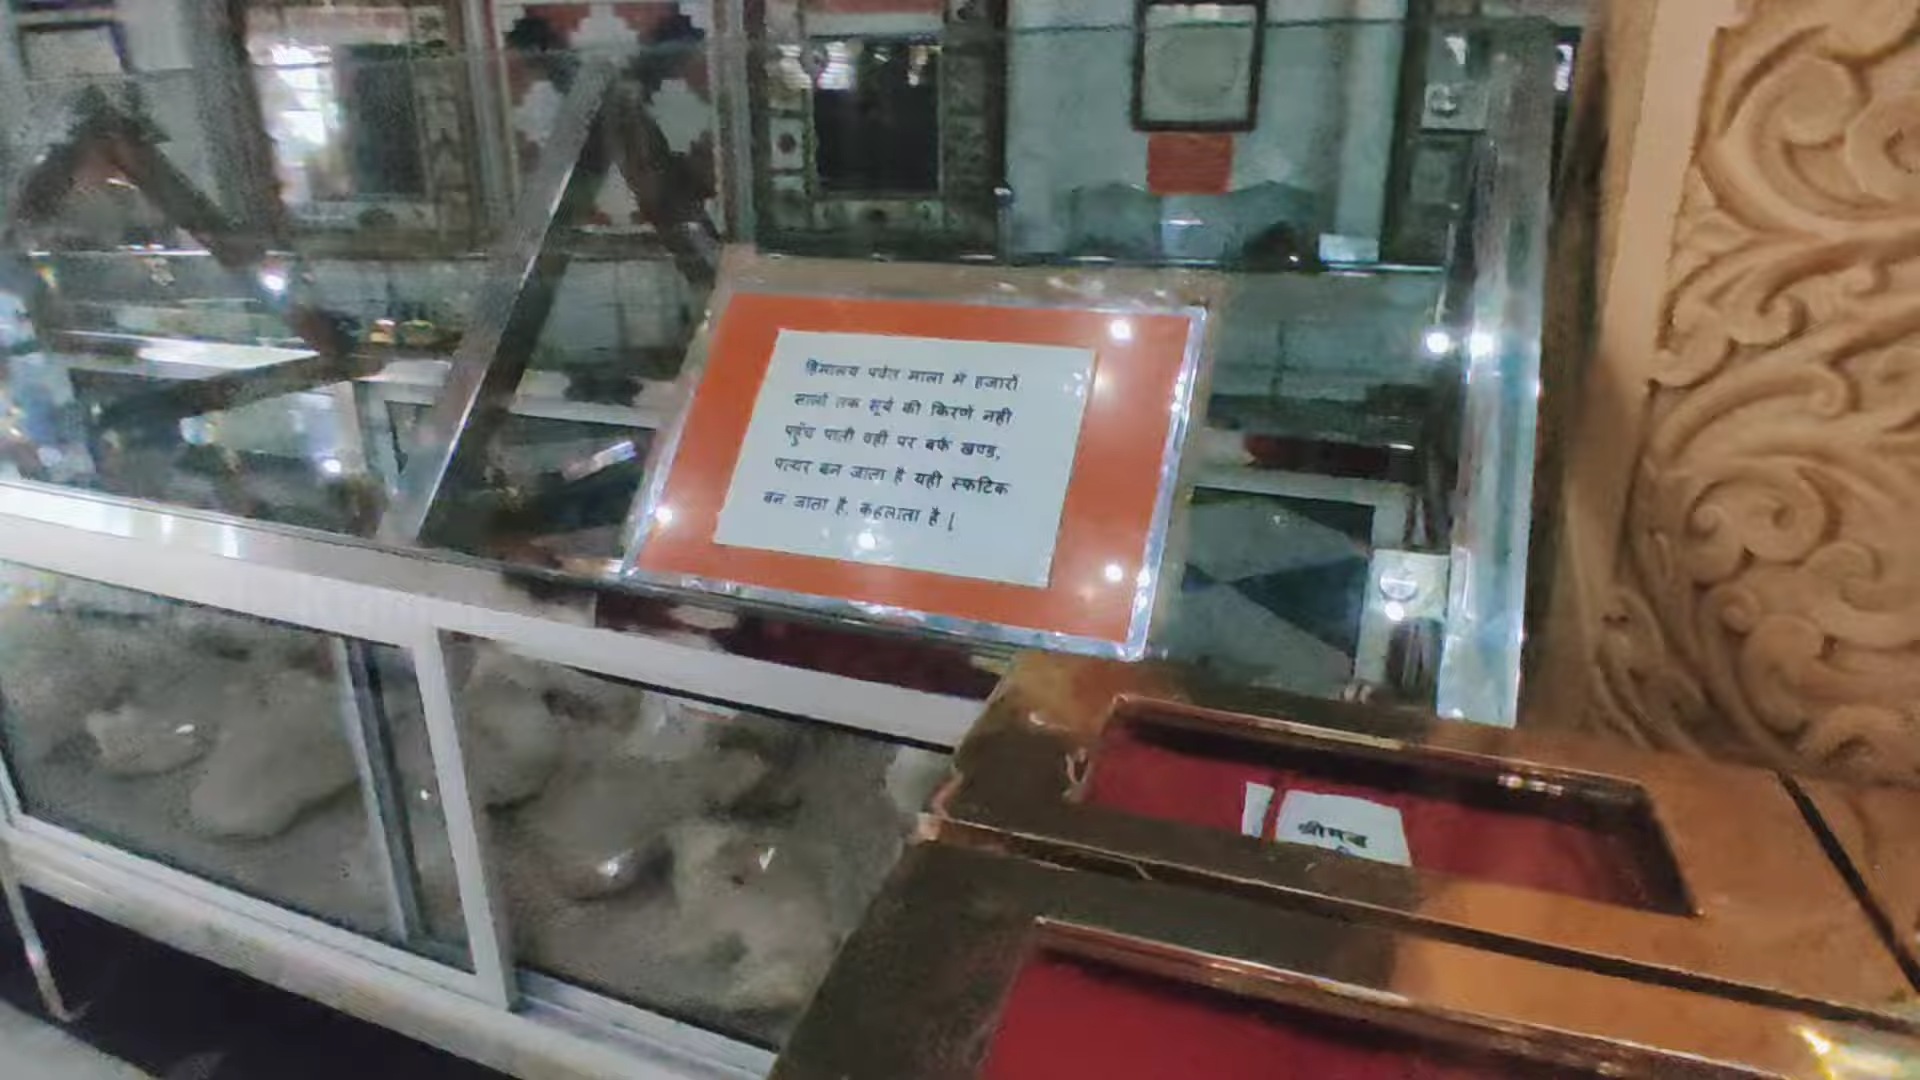 हिमालय पर्वत माला में हजारों
सालों तक सूर्य की किरणें नही
पहुँच पाती वही पर बर्फ खण्ड,
पत्थर बन जाता है यही स्फटिक
बन जाता है, कहलाता है |